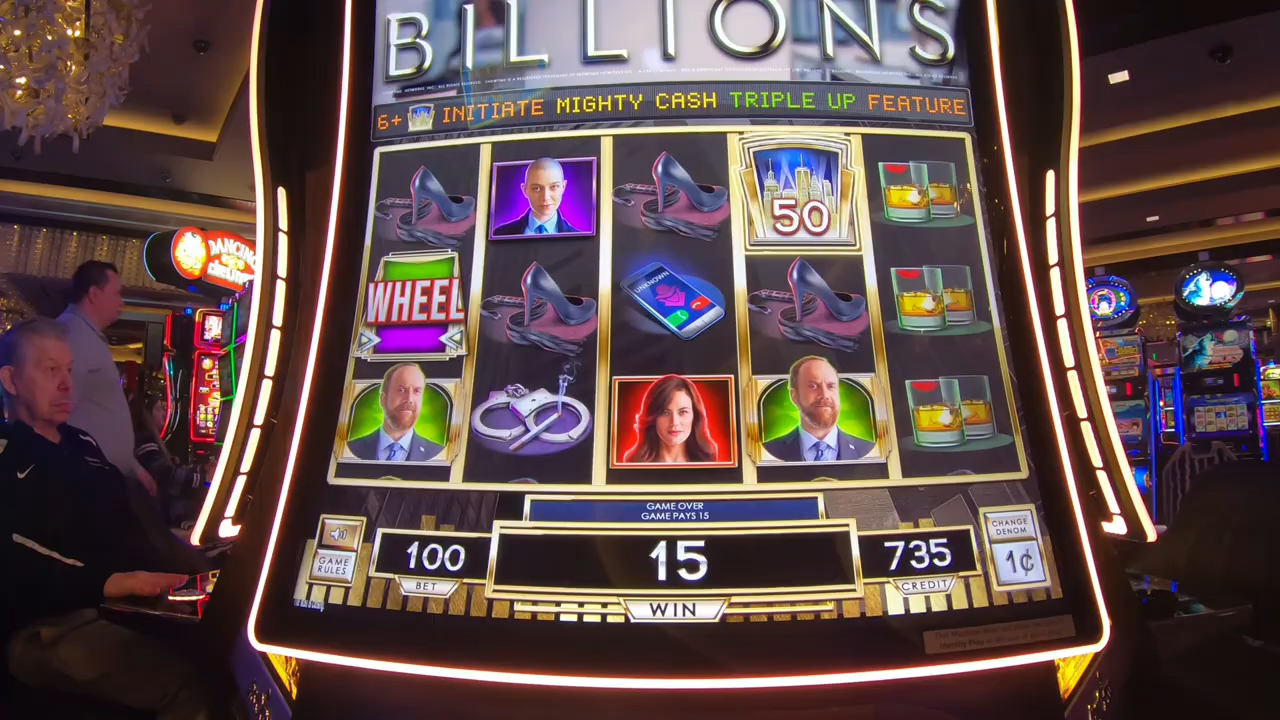 BILLIONS
6+ INITIATE MIGHTY CASH TRIPLE UP FEATURE
50
WHEEL
UNKNOWN
DANCING
GAME OVER
GAME PAYS 15
GAME RULES
100
BET
15
WIN
735
CREDIT
CHANGE DENOM
1¢